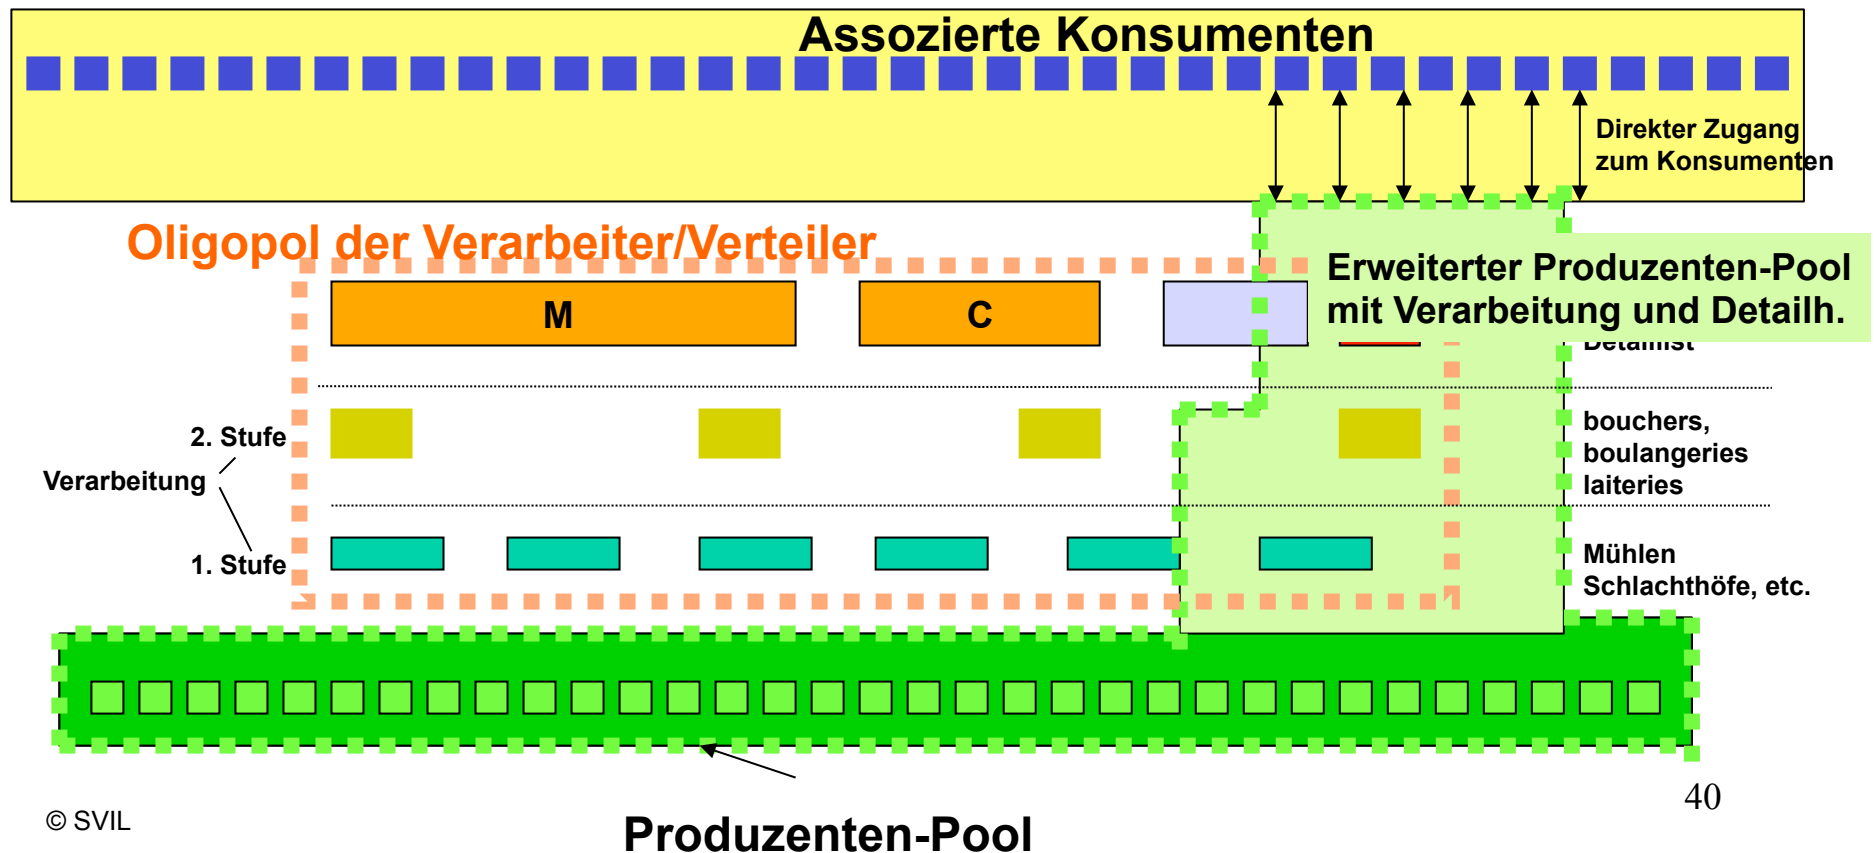 Assozierte Konsumenten
Direkter Zugang
zum Konsumenten
Oligopol der Verarbeiter/Verteiler
Erweiterter Produzenten-Pool
mit Verarbeitung und Detailh.
M
C
Detaillist
2. Stufe
bouchers,
boulangeries
laiteries
Verarbeitung
1. Stufe
Mühlen
Schlachthöfe, etc.
40
© SVIL
Produzenten-Pool